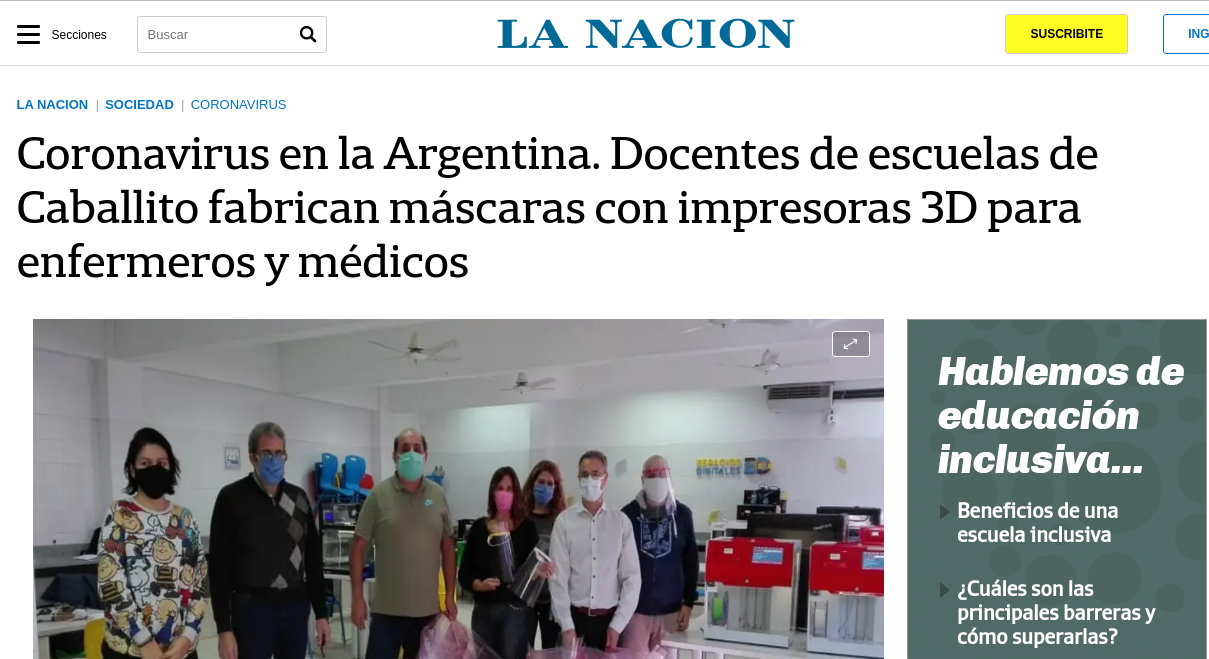 Secciones
Buscar
LA NACION
SUSCRIBITE
ING
LA NACION | SOCIEDAD | CORONAVIRUS
Coronavirus en la Argentina. Docentes de escuelas de
Caballito fabrican máscaras con impresoras 3D para
enfermeros y médicos
ESPACIOS
DIGITALES
Hablemos de
educación
inclusiva...
Beneficios de una
escuela inclusiva
¿Cuáles son las
principales barreras y
cómo superarlas?